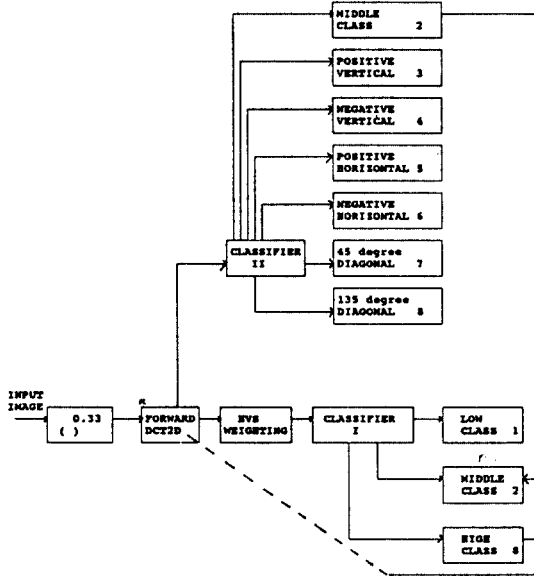 MIDDLE
CLASS 2
POSITIVE
VERTICAL 3
NEGATIVE
VERTICAL 4
POSITIVE
HORIZONTAL 5
NEGATIVE
HORIZONTAL 6
CLASSIFIER
II
45 degree
DIAGONAL 7
135 degree
DIAGONAL 8
INPUT
IMAGE
0.33
( )
FORWARD
DCT2D
HVS
WEIGHTING
CLASSIFIER
I
LOW
CLASS 1
MIDDLE
CLASS 2
HIGH
CLASS 8